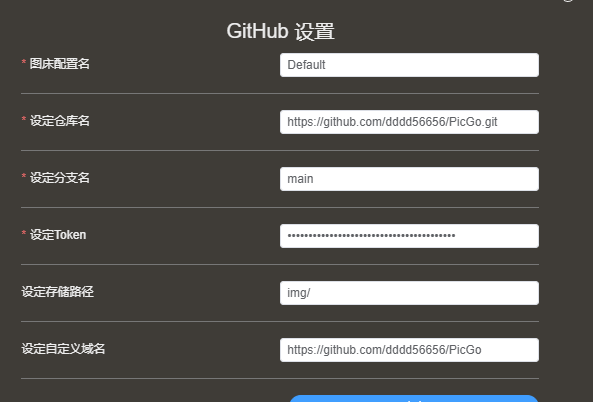 GitHub 设置
* 图床配置名
Default
* 设定仓库名
https://github.com/dddd56656/PicGo.git
* 设定分支名
main
* 设定Token
••••••••••••••••••••••••••••••••••••••••
设定存储路径
img/
设定自定义域名
https://github.com/dddd56656/PicGo